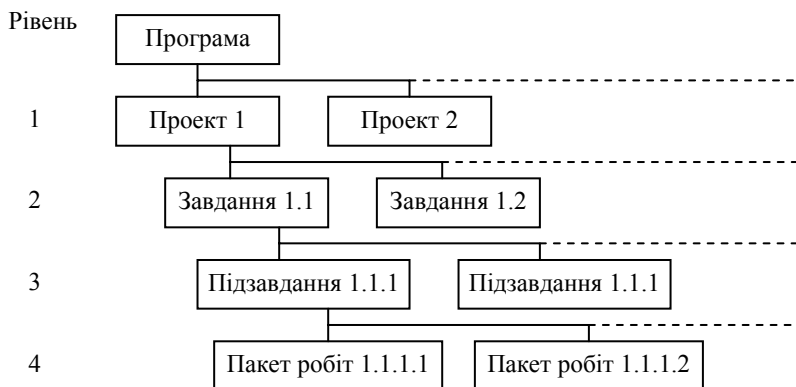 Рівень
Програма
1
Проект 1
Проект 2
2
Завдання 1.1
Завдання 1.2
3
Підзавдання 1.1.1
Підзавдання 1.1.1
4
Пакет робіт 1.1.1.1
Пакет робіт 1.1.1.2